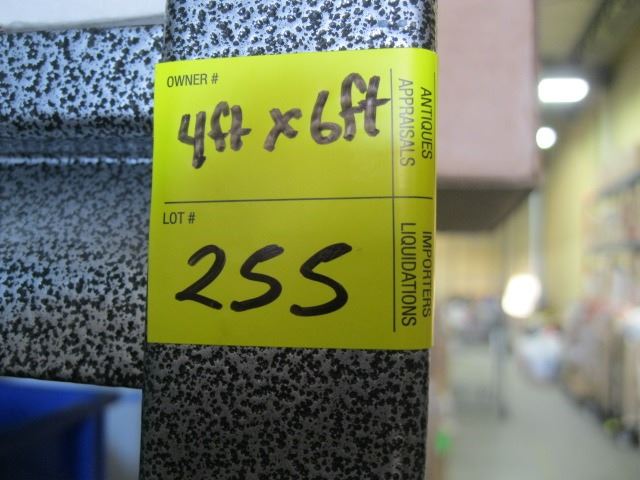 OWNER #
4ft x 6ft
LOT #
255
ANTIQUES
APPRAISALS
IMPORTERS
LIQUIDATIONS